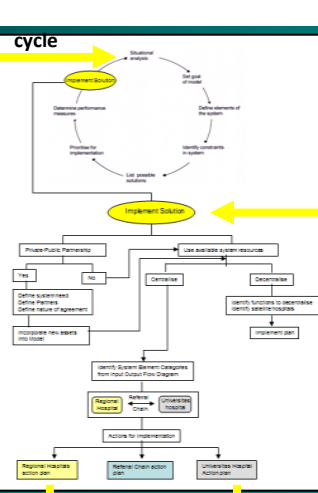 cycle
Situational
analysis
Implement Solution
Set goal
of model
Determine performance
measures
Define elements of
the system
Prioritise for
implementation
Identify constraints
in system
List possible
solutions
Implement Solution
Private/Public Partnership
Use available system resources
Yes
No
Centralise
Decentralise
Define system need
Define Partners
Define nature of agreement
Identify functions to decentralise
Identify satellite hospitals
Incorporate new assets
into Model
Implement plan
Identify System Element Categories
from Input Output Flow Diagram
Regional
Hospital
Referral
Chain
Universitas
hospital
Actions for Implementation
Regional Hospitals
action plan
Referral Chain action
plan
Universitas Hospital
Action plan